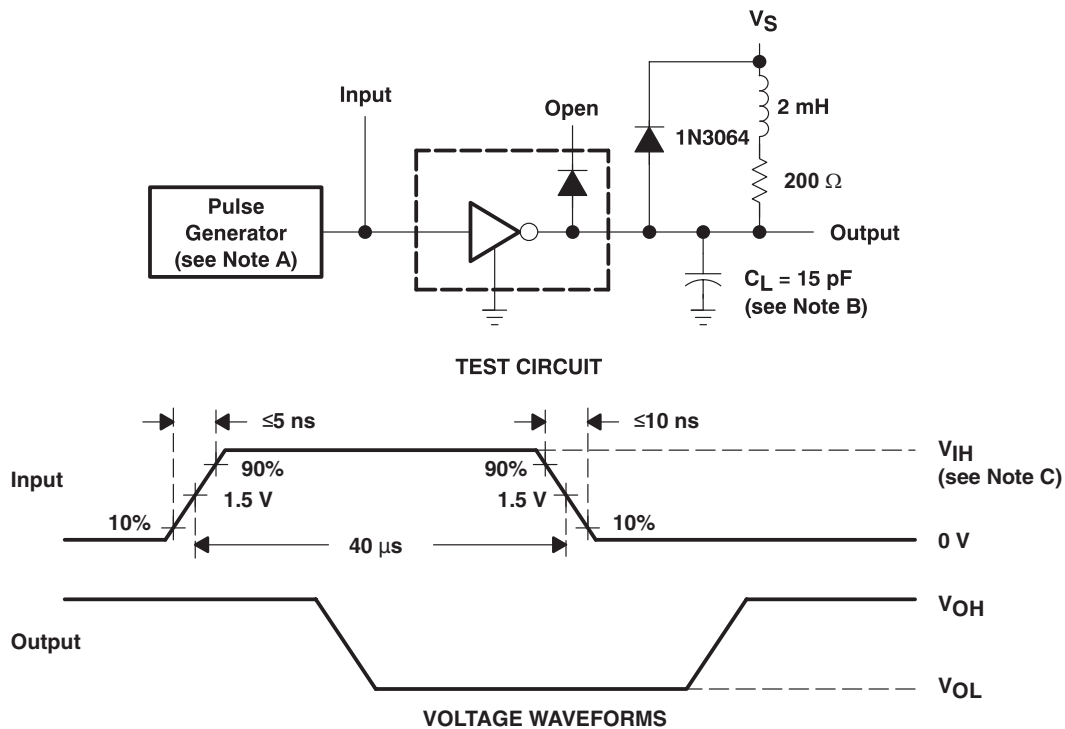 VS
Input
Open
2 mH
1N3064
200 Ω
Pulse
Generator
(see Note A)
Output
CL = 15 pF
(see Note B)
TEST CIRCUIT
≤5 ns
≤10 ns
Input
90%
90%
VIH
(see Note C)
1.5 V
1.5 V
10%
10%
40 μs
0 V
VOH
Output
VOL
VOLTAGE WAVEFORMS